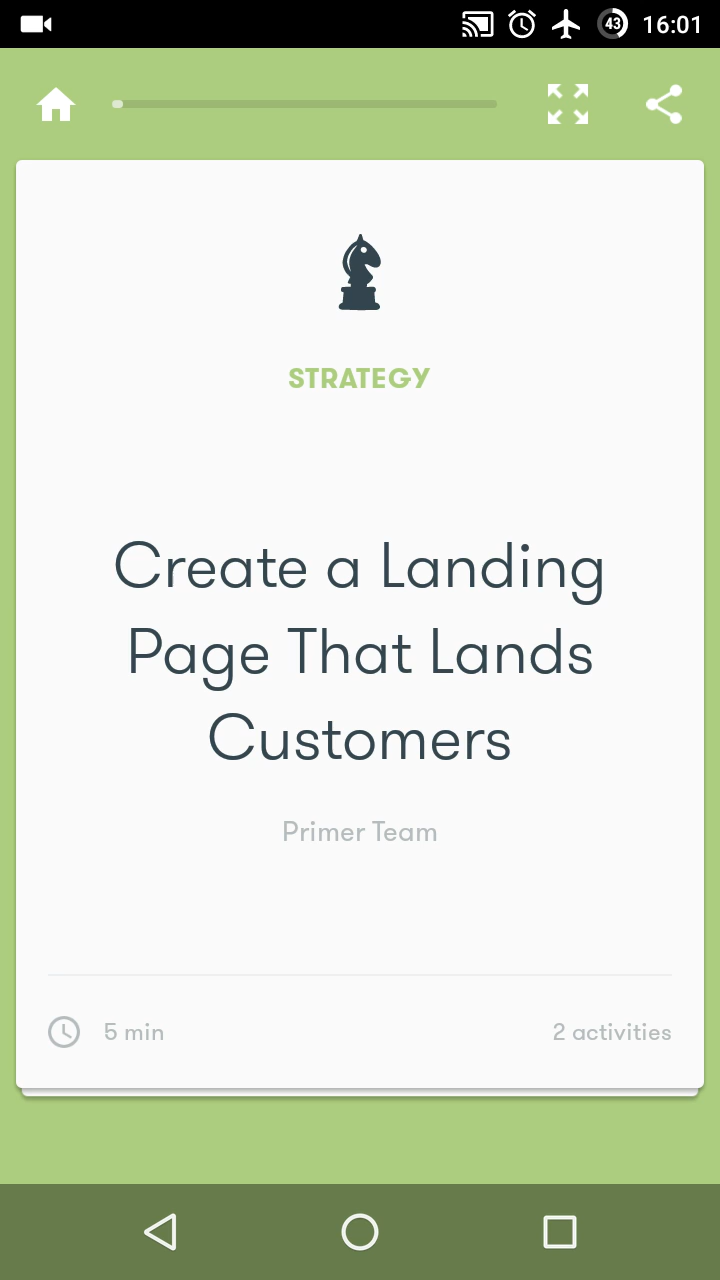 43 16:01
STRATEGY
Create a Landing
Page That Lands
Customers
Primer Team
5 min 2 activities